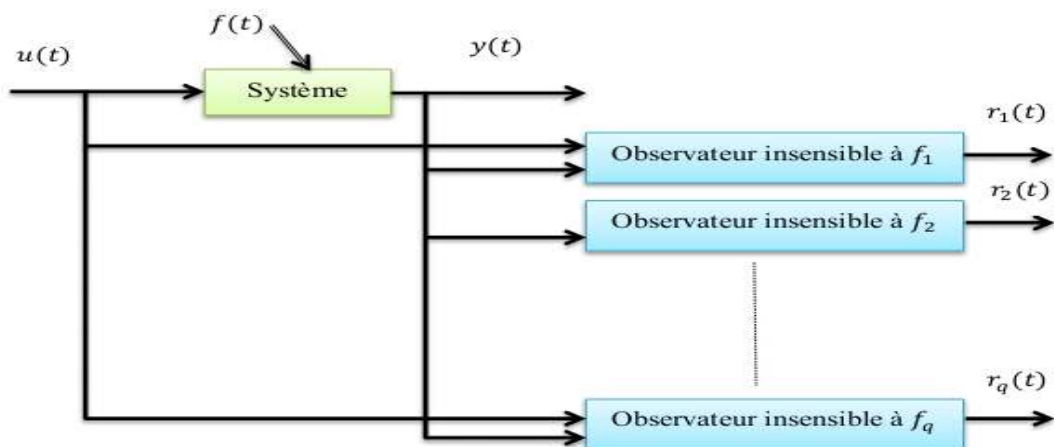 f(t)
u(t)
y(t)
Système
r₁(t)
Observateur insensible à f₁
r₂(t)
Observateur insensible à f₂
r_q(t)
Observateur insensible à f_q